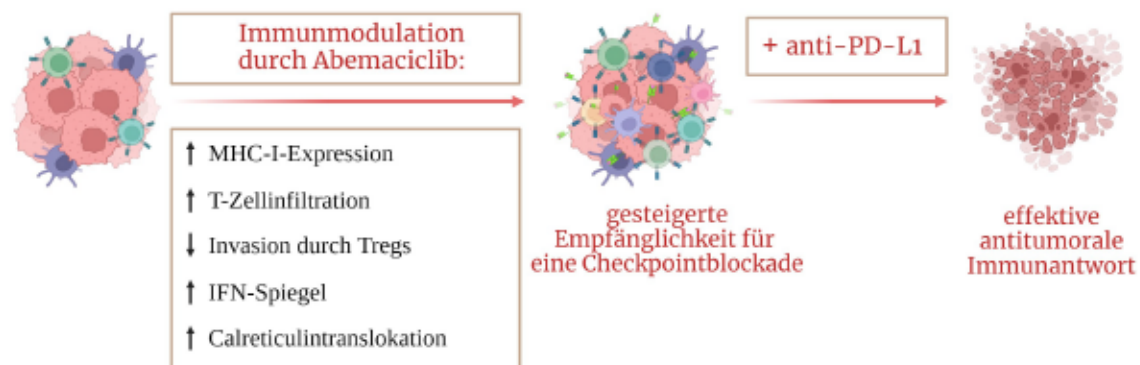 Immunmodulation
durch Abemaciclib:
↑ MHC-I-Expression
↑ T-Zellinfiltration
↓ Invasion durch Tregs
↑ IFN-Spiegel
↑ Calreticulintranslokation
gesteigerte
Empfänglichkeit für
eine Checkpointblockade
+ anti-PD-L1
effektive
antitumorale
Immunantwort